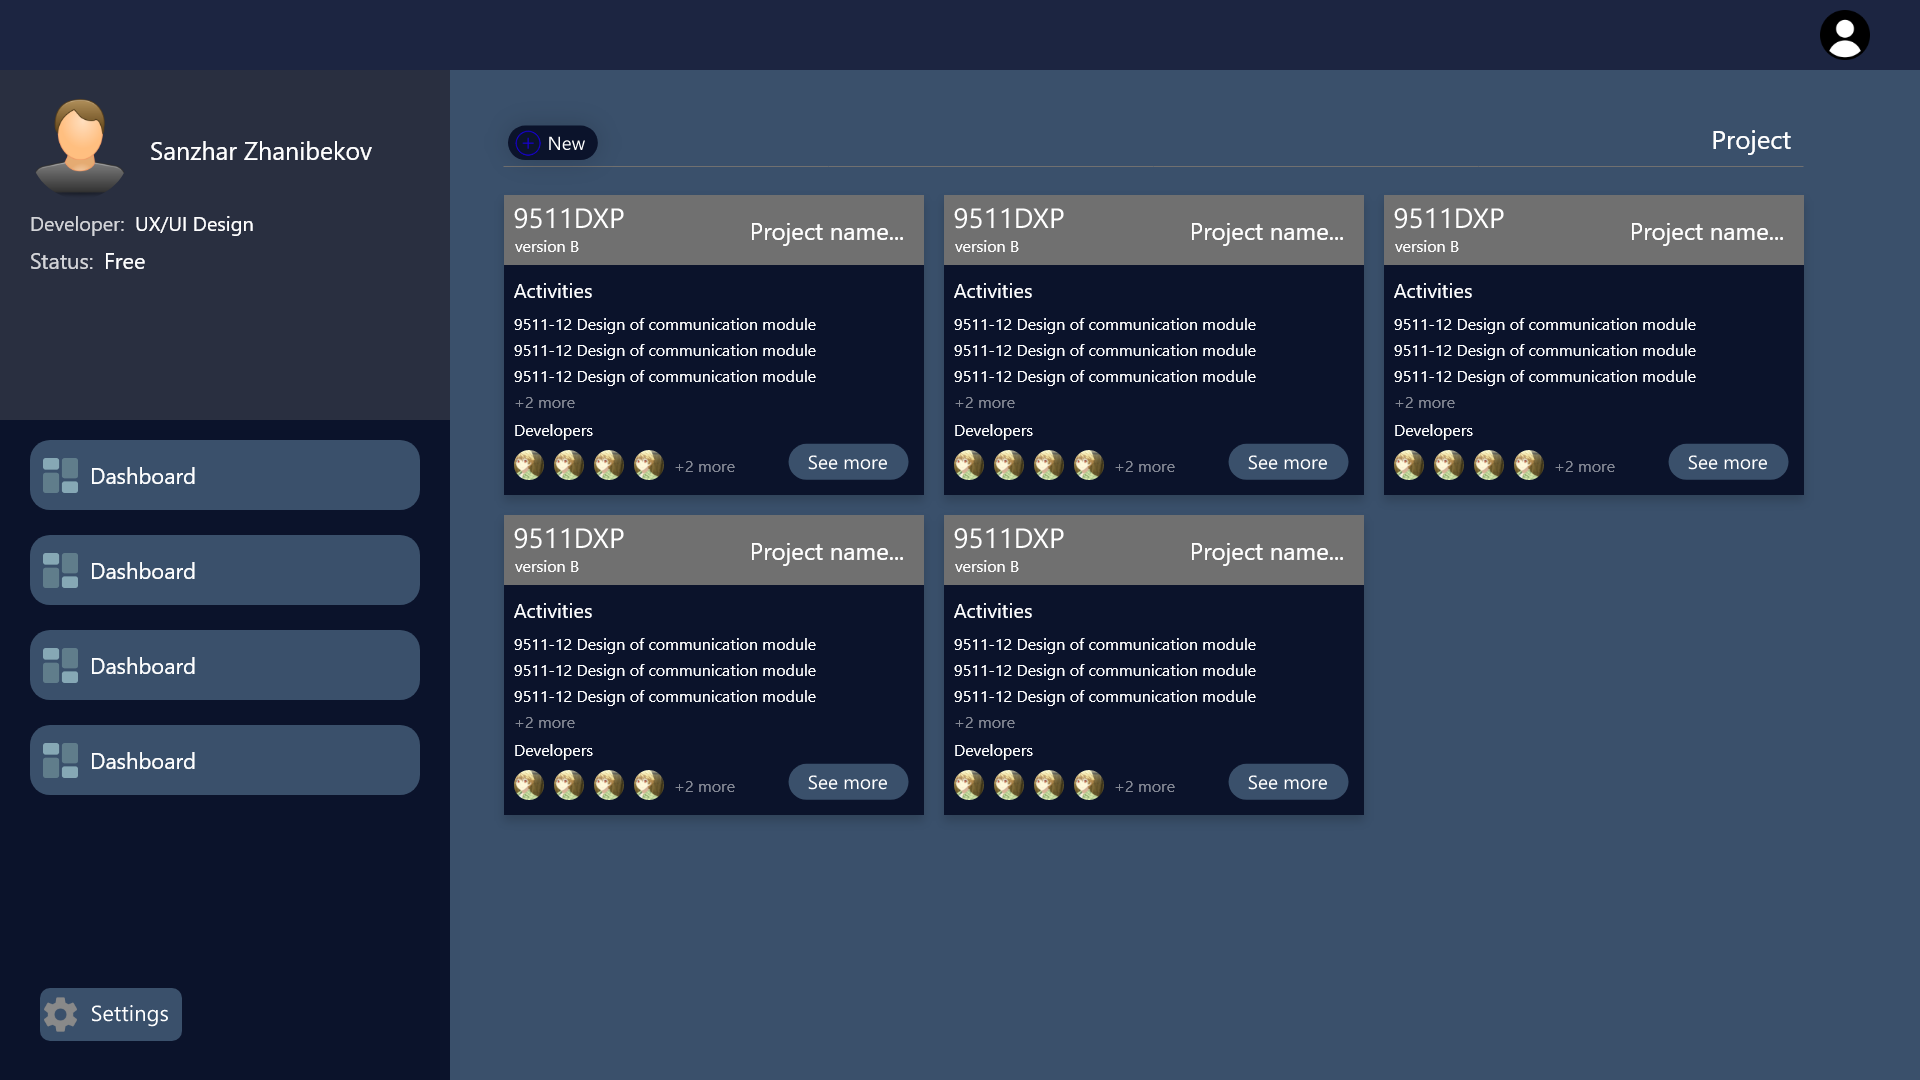 Sanzhar Zhanibekov
Developer: UX/UI Design
Status: Free
Dashboard
Dashboard
Dashboard
Dashboard
Settings
New
Project
9511DXP
version B
Project name...
Activities
9511-12 Design of communication module
9511-12 Design of communication module
9511-12 Design of communication module
+2 more
Developers
+2 more
See more
9511DXP
version B
Project name...
Activities
9511-12 Design of communication module
9511-12 Design of communication module
9511-12 Design of communication module
+2 more
Developers
+2 more
See more
9511DXP
version B
Project name...
Activities
9511-12 Design of communication module
9511-12 Design of communication module
9511-12 Design of communication module
+2 more
Developers
+2 more
See more
9511DXP
version B
Project name...
Activities
9511-12 Design of communication module
9511-12 Design of communication module
9511-12 Design of communication module
+2 more
Developers
+2 more
See more
9511DXP
version B
Project name...
Activities
9511-12 Design of communication module
9511-12 Design of communication module
9511-12 Design of communication module
+2 more
Developers
+2 more
See more